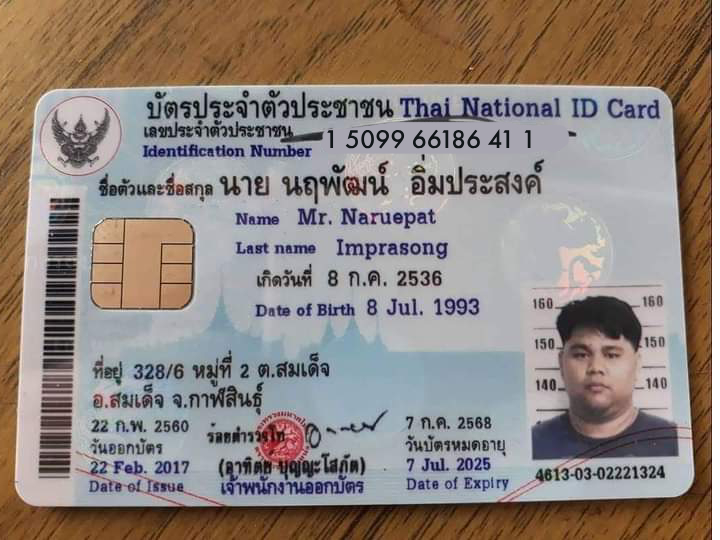 บัตรประจำตัวประชาชน Thai National ID Card
เลขประจำตัวประชาชน
Identification Number
1 5099 66186 41 1
ชื่อตัวและชื่อสกุล นาย นฤพัฒน์ อิ่มประสงค์
Name Mr. Naruepat
Last name Imprasong
เกิดวันที่ 8 ก.ค. 2536
Date of Birth 8 Jul. 1993
ที่อยู่ 328/6 หมู่ที่ 2 ต.สมเด็จ
อ.สมเด็จ จ.กาฬสินธุ์
22 ก.พ. 2560
วันออกบัตร
22 Feb. 2017
Date of Issue
ร้อยตำรวจโท
(อาทิตย์ บุญญะโสภัต)
เจ้าพนักงานออกบัตร
7 ก.ค. 2568
วันบัตรหมดอายุ
7 Jul. 2025
Date of Expiry
160 160
150 150
140 140
4613-03-02221324